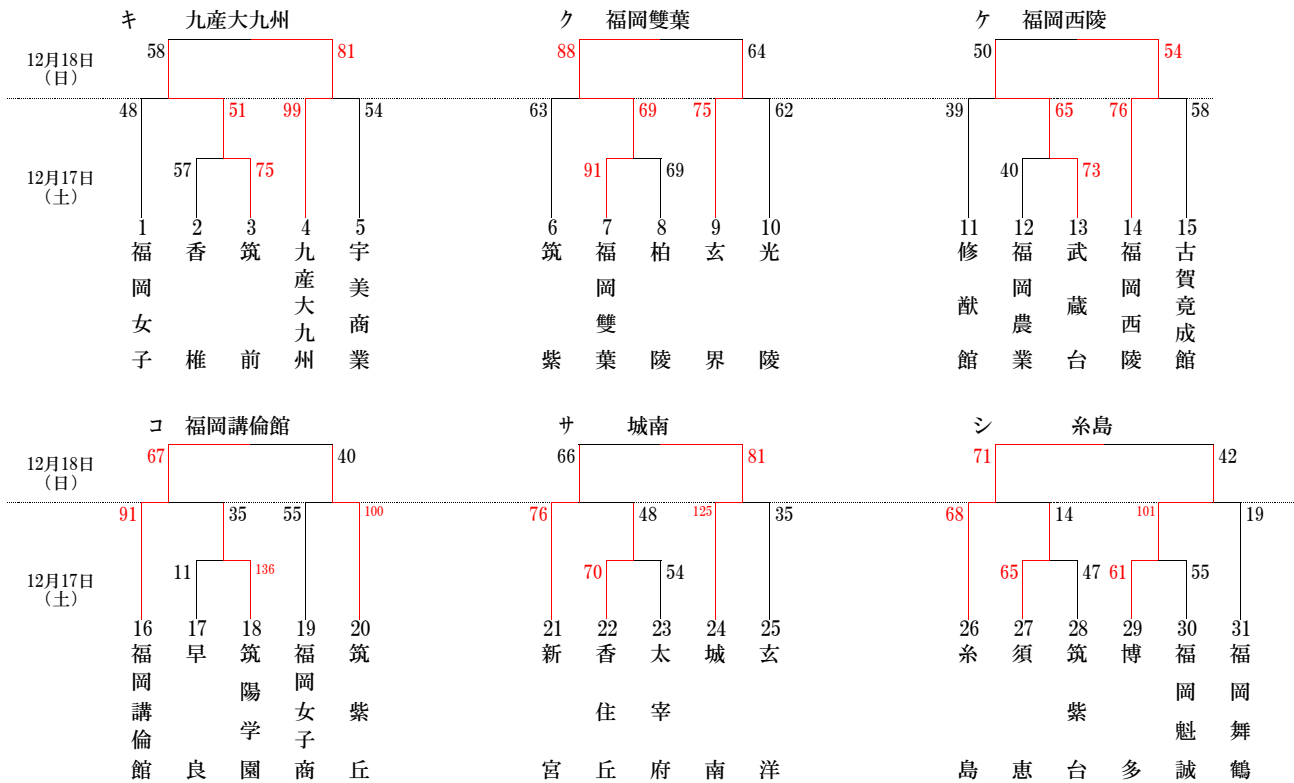 キ 九産大九州 ク 福岡雙葉 ケ 福岡西陵
12月18日
（日）
58 81 88 64 50 54
48 51 99 54 63 69 75 62 39 65 76 58
12月17日
（土）
57 75 91 69 40 73
1 2 3 4 5 6 7 8 9 10 11 12 13 14 15
福岡女子
香椎
筑前
九産大九州
宇美商業
筑紫
福岡雙葉
柏陵
玄界
光陵
修猷館
福岡農業
武蔵台
福岡西陵
古賀竟成館
コ 福岡講倫館 サ 城南 シ 糸島
12月18日
（日）
67 40 66 81 71 42
91 35 55 100 76 48 125 35 68 14 101 19
12月17日
（土）
11 136 70 54 65 47 61 55
16 17 18 19 20 21 22 23 24 25 26 27 28 29 30 31
福岡講倫館
早良
筑陽学園
福岡女子商
筑紫丘
新宮
香住丘
太宰府
城南
玄洋
糸島
須恵
筑紫台
博多
福岡魁誠
福岡舞鶴